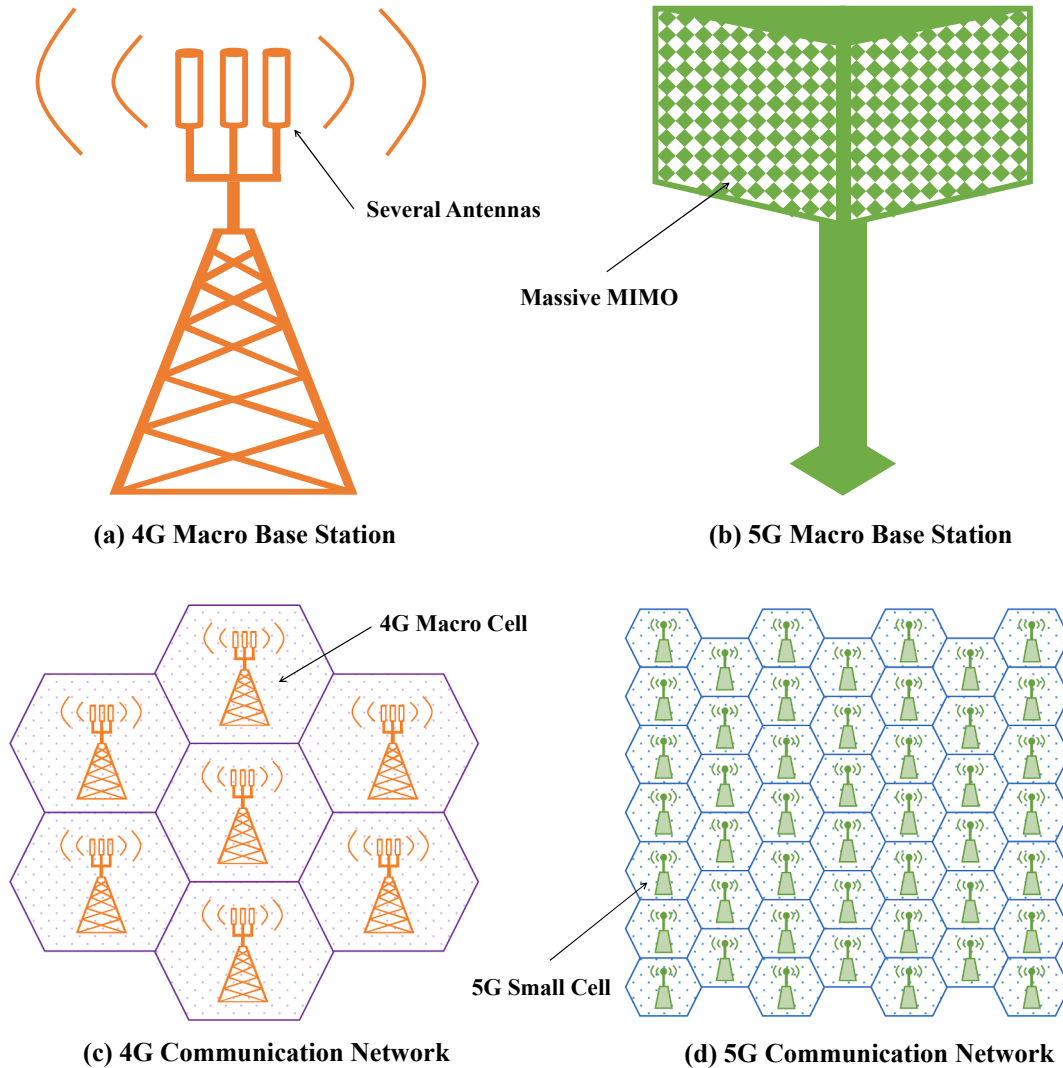 Several Antennas
Massive MIMO
(a) 4G Macro Base Station
(b) 5G Macro Base Station
4G Macro Cell
5G Small Cell
(c) 4G Communication Network
(d) 5G Communication Network